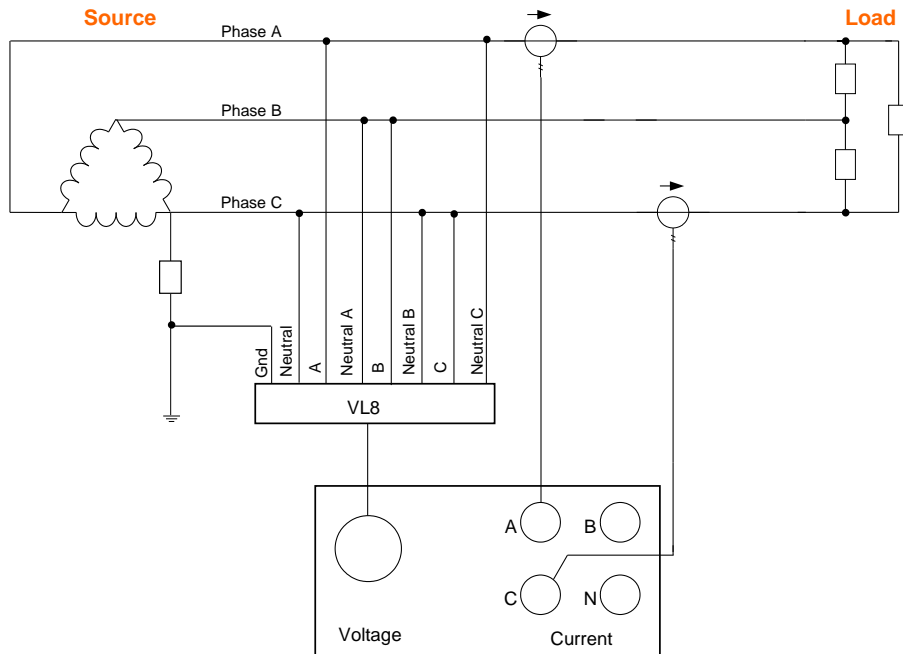 Source
Load
Phase A
Phase B
Phase C
Gnd
Neutral
A
Neutral A
B
Neutral B
C
Neutral C
VL8
A
B
C
N
Voltage
Current